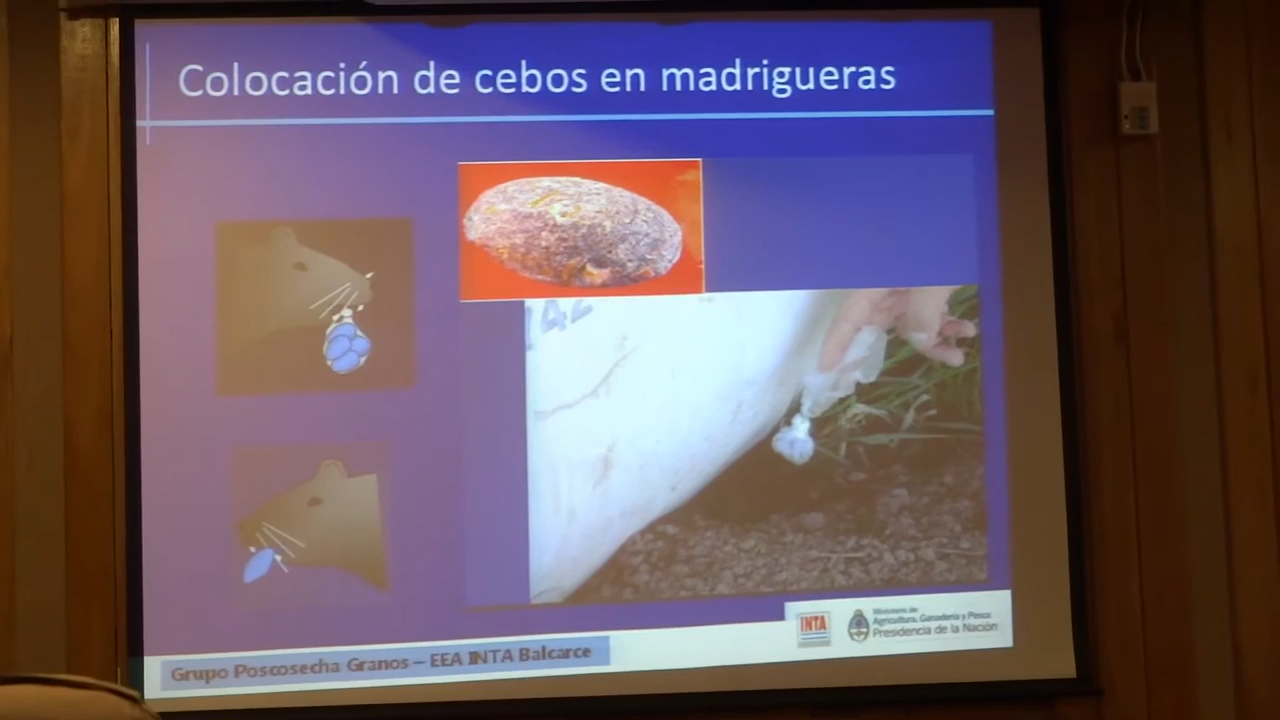 Colocación de cebos en madrigueras
142
INTA
Ministerio de
Agricultura, Ganadería y Pesca
Presidencia de la Nación
Grupo Poscosecha Granos – EEA INTA Balcarce